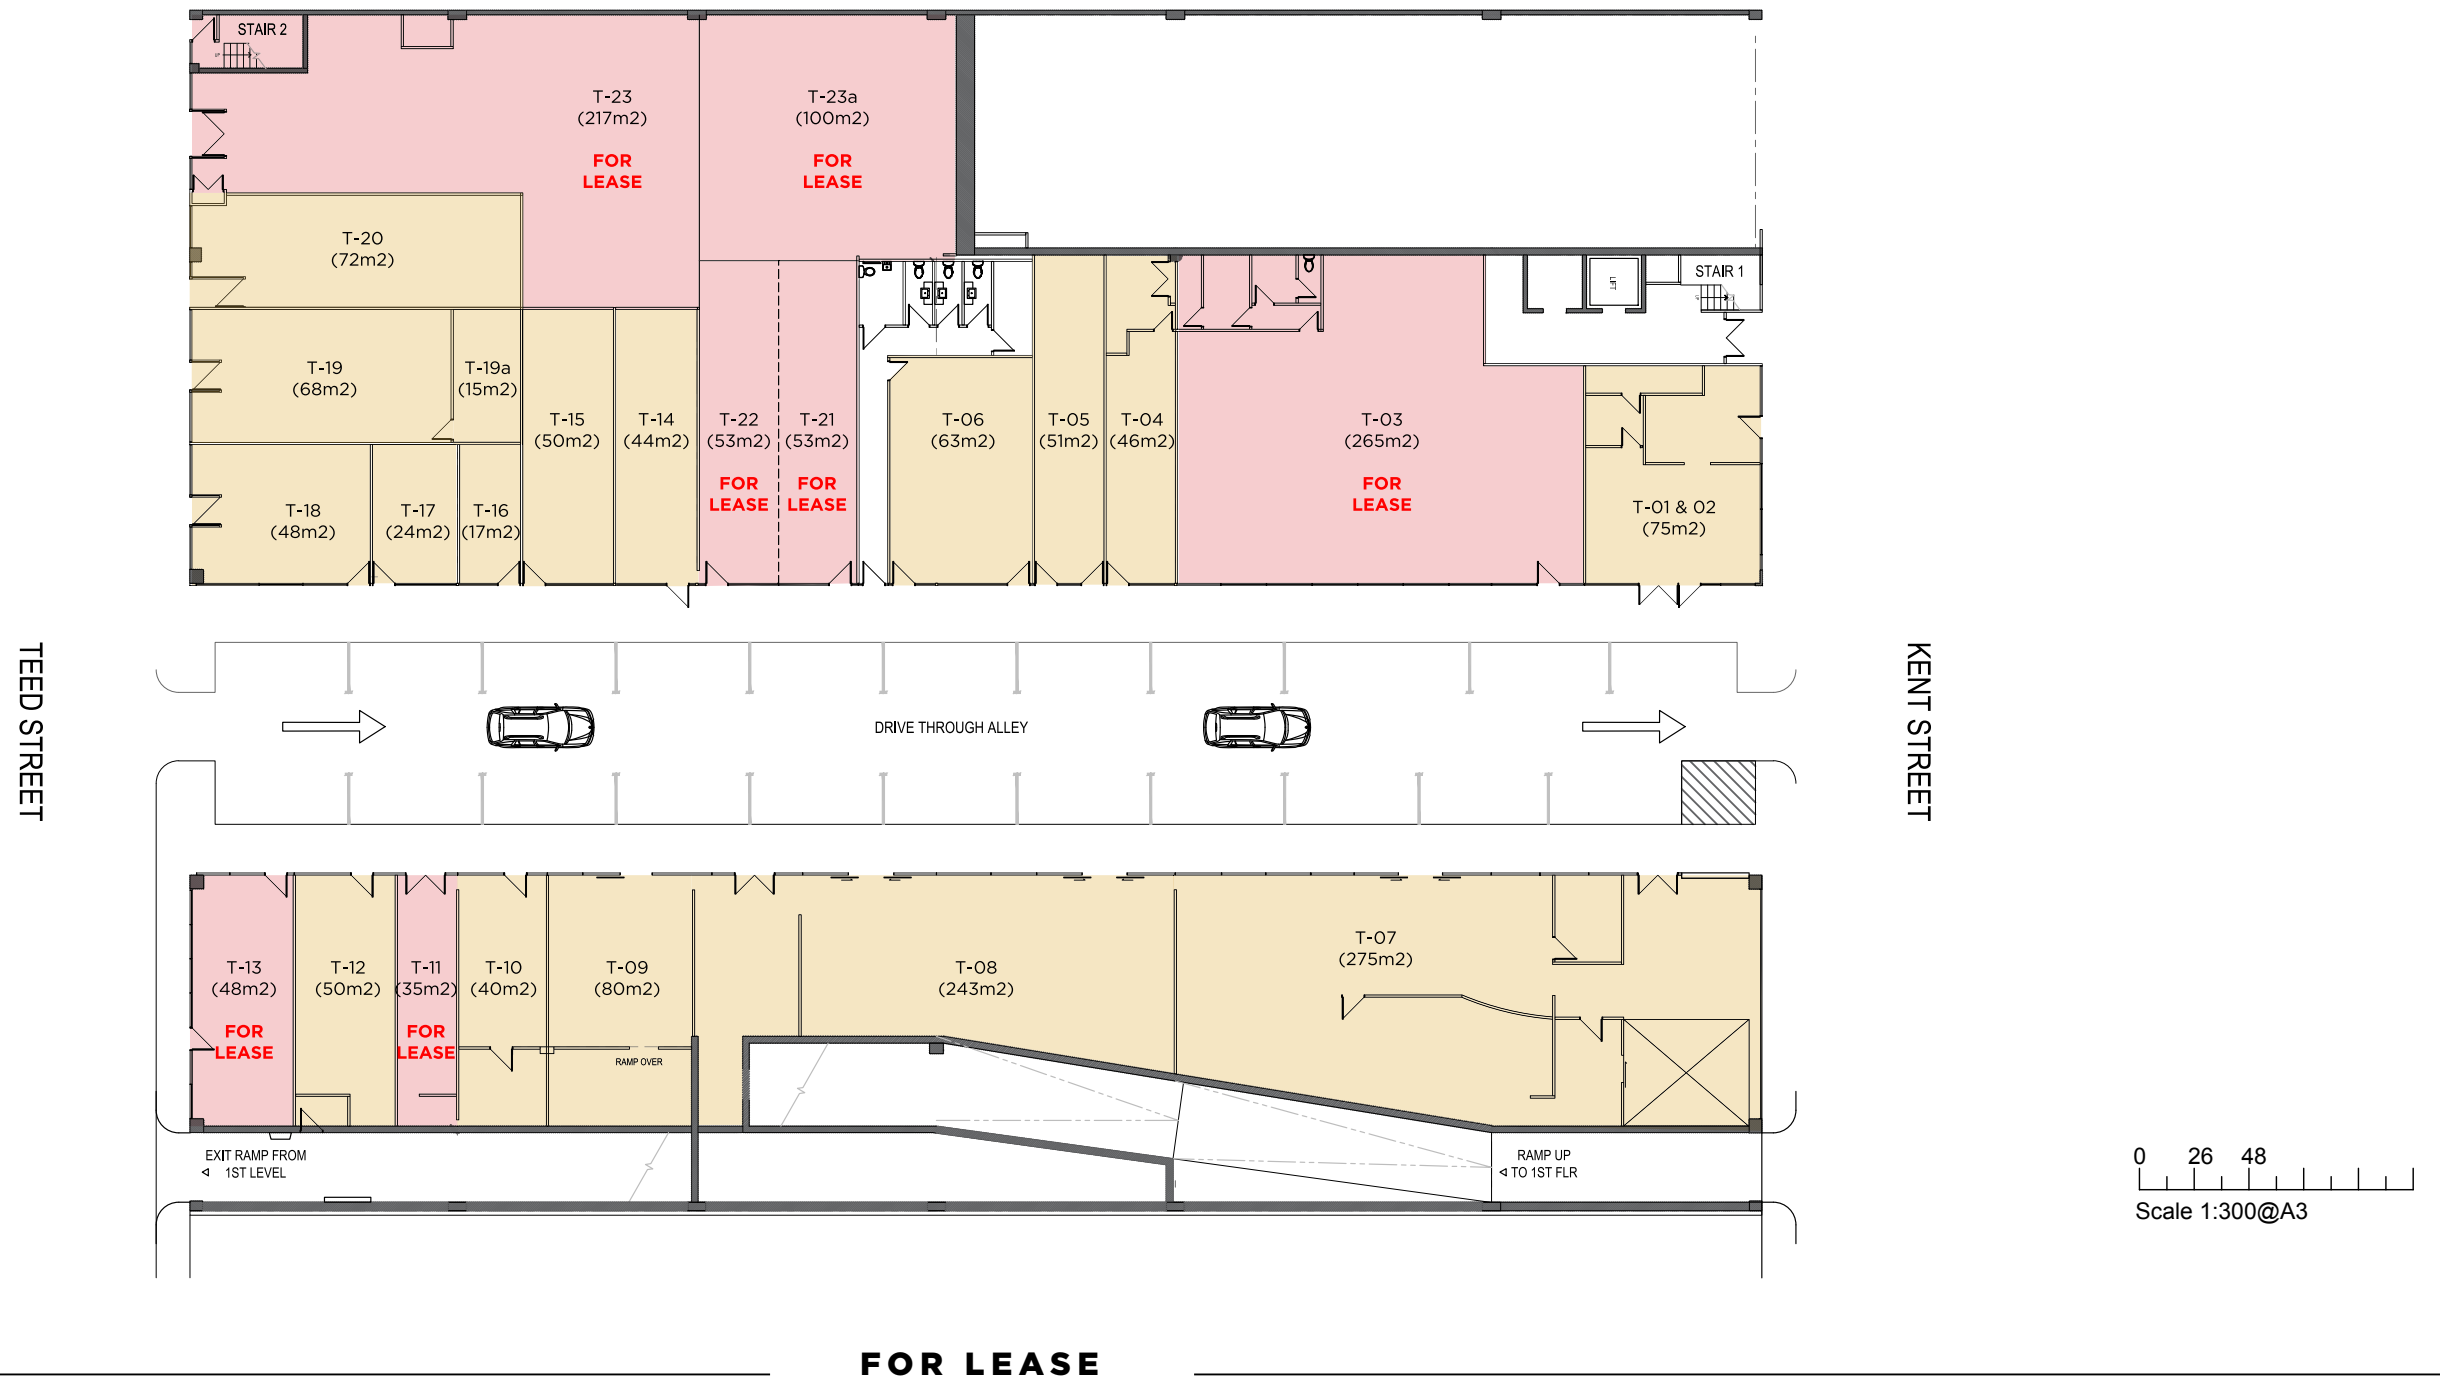 STAIR 2
T-23
(217m2)
FOR
LEASE
T-23a
(100m2)
FOR
LEASE
T-20
(72m2)
STAIR 1
LIFT
T-19
(68m2)
T-19a
(15m2)
T-15
(50m2)
T-14
(44m2)
T-22
(53m2)
FOR
LEASE
T-21
(53m2)
FOR
LEASE
T-06
(63m2)
T-05
(51m2)
T-04
(46m2)
T-03
(265m2)
FOR
LEASE
T-18
(48m2)
T-17
(24m2)
T-16
(17m2)
T-01 & 02
(75m2)
TEED STREET
DRIVE THROUGH ALLEY
KENT STREET
T-13
(48m2)
FOR
LEASE
T-12
(50m2)
T-11
(35m2)
FOR
LEASE
T-10
(40m2)
T-09
(80m2)
RAMP OVER
T-08
(243m2)
T-07
(275m2)
EXIT RAMP FROM
1ST LEVEL
RAMP UP
TO 1ST FLR
0 26 48
Scale 1:300@A3
FOR LEASE